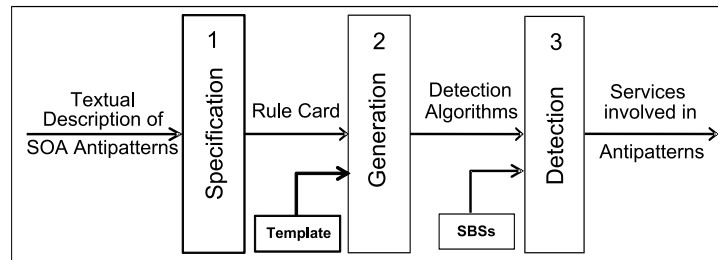 1
2
3
Textual
Description of
SOA Antipatterns
Specification
Rule Card
Template
Generation
Detection
Algorithms
SBSs
Detection
Services
involved in
Antipatterns